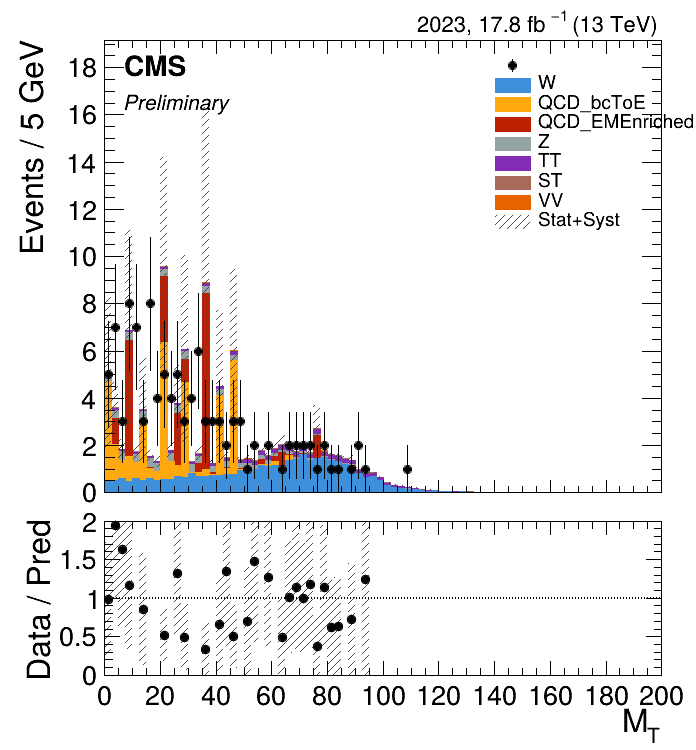 2023, 17.8 fb⁻¹ (13 TeV)
Events / 5 GeV
18
16
14
12
10
8
6
4
2
0
CMS
Preliminary
W
QCD_bcToE
QCD_EMEnriched
Z
TT
ST
VV
Stat+Syst
Data / Pred
2
1.5
1
0.5
0
0 20 40 60 80 100 120 140 160 180 200
M_T